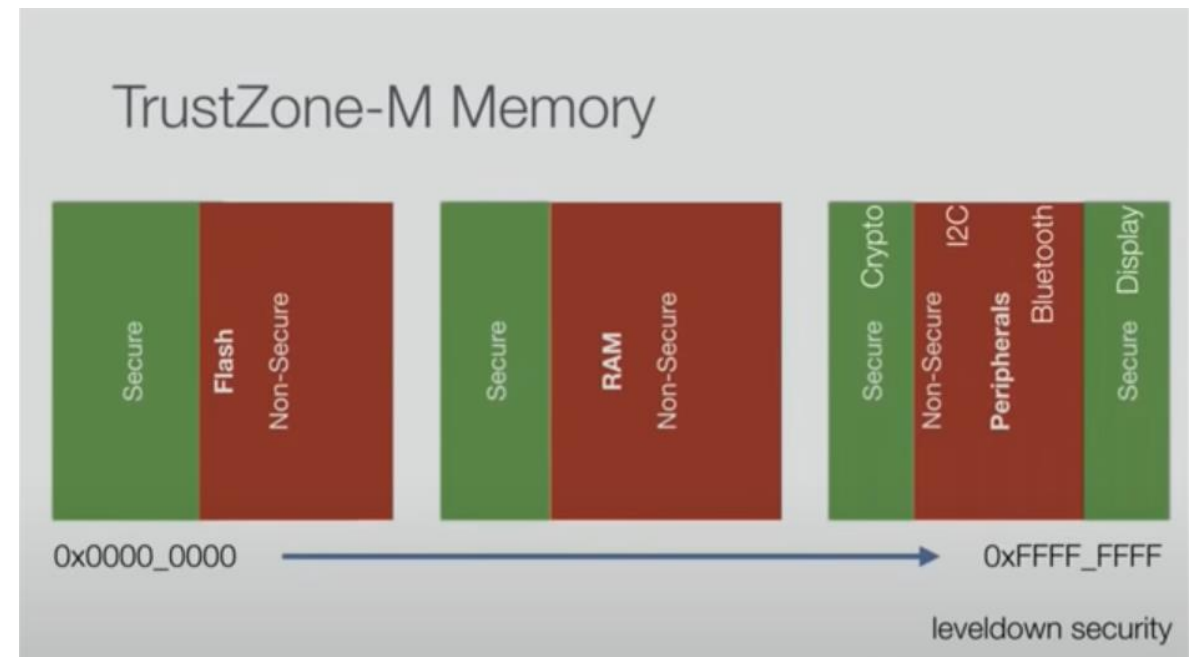 TrustZone-M Memory
Secure
Flash
Non-Secure
Secure
RAM
Non-Secure
Secure Crypto
Non-Secure
I2C
Peripherals
Bluetooth
Secure Display
0x0000_0000
0xFFFF_FFFF
leveldown security